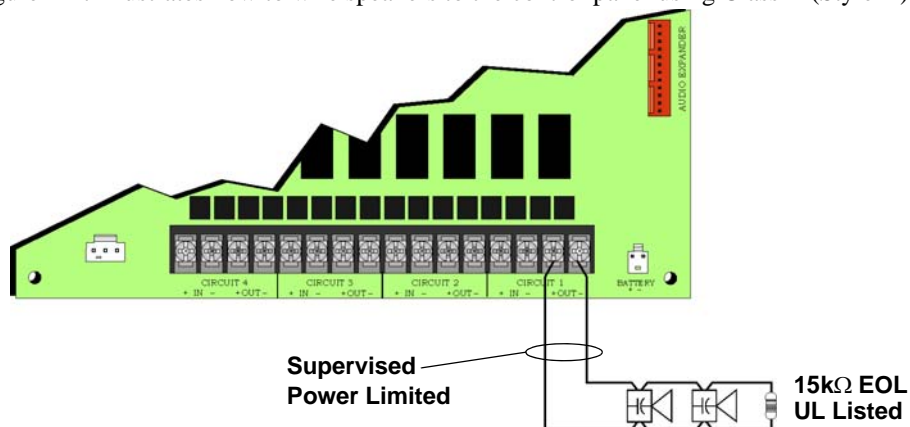 AUDIO EXPANDER
CIRCUIT 4 CIRCUIT 3 CIRCUIT 2 CIRCUIT 1 BATTERY
+ IN - +OUT- + IN - +OUT- + IN - +OUT- + IN - +OUT- + -
Supervised
Power Limited
15kΩ EOL
UL Listed